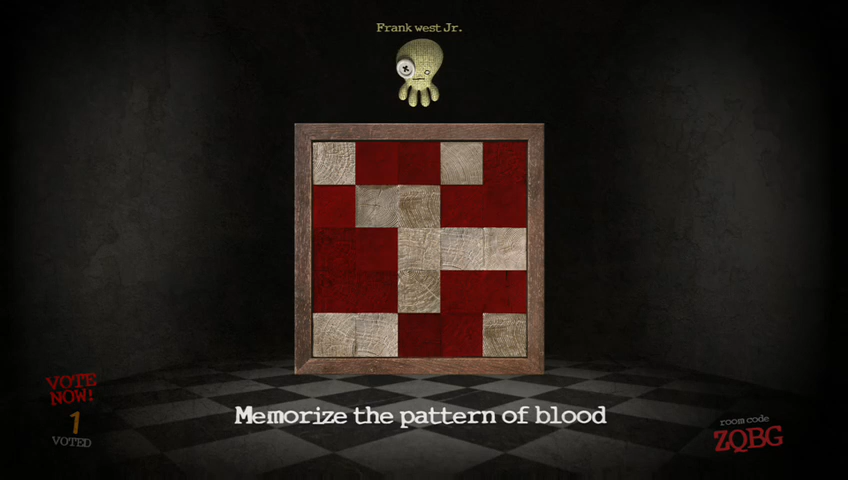 Frank west Jr.
Memorize the pattern of blood
VOTE
NOW!
1
VOTED
room code
ZQBG